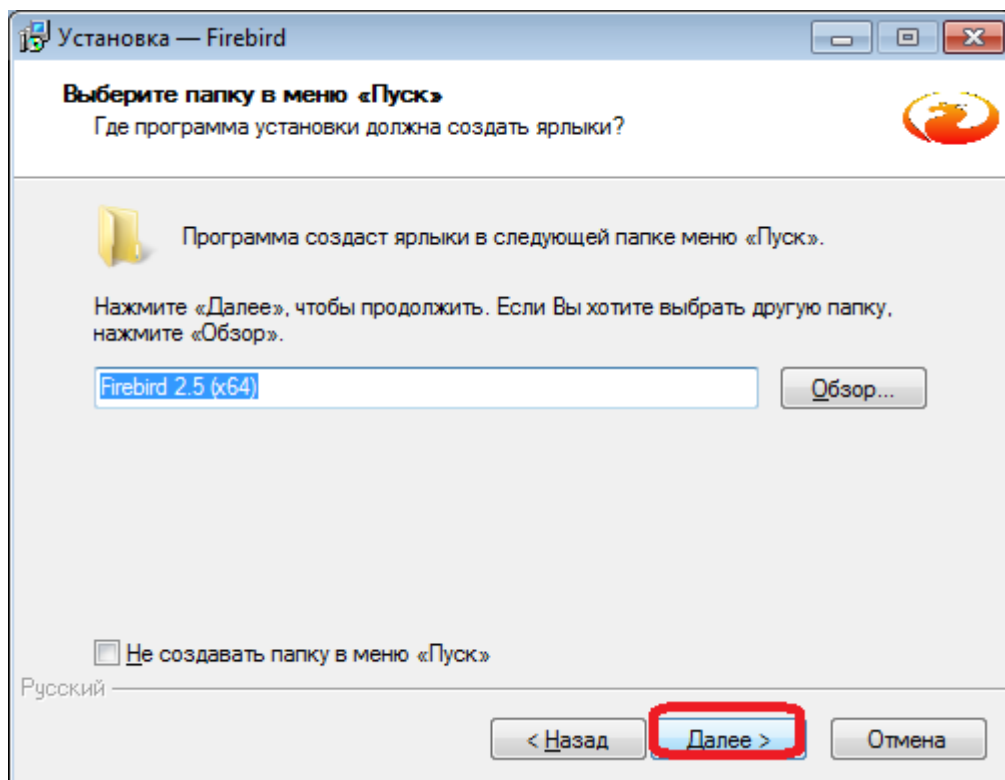 Установка — Firebird
Выберите папку в меню «Пуск»
Где программа установки должна создать ярлыки?
Программа создаст ярлыки в следующей папке меню «Пуск».
Нажмите «Далее», чтобы продолжить. Если Вы хотите выбрать другую папку,
нажмите «Обзор».
Firebird 2.5 (x64)
Обзор...
Не создавать папку в меню «Пуск»
Русский
< Назад
Далее >
Отмена